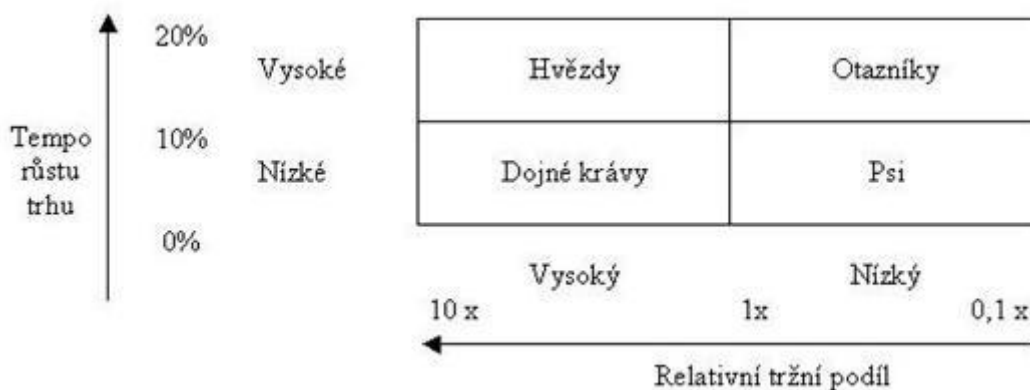 20%
Vysoké
Hvězdy
Otazníky
Tempo
růstu
trhu
10%
Nízké
Dojné krávy
Psi
0%
Vysoký
Nízký
10 x
1x
0,1 x
Relativní tržní podíl